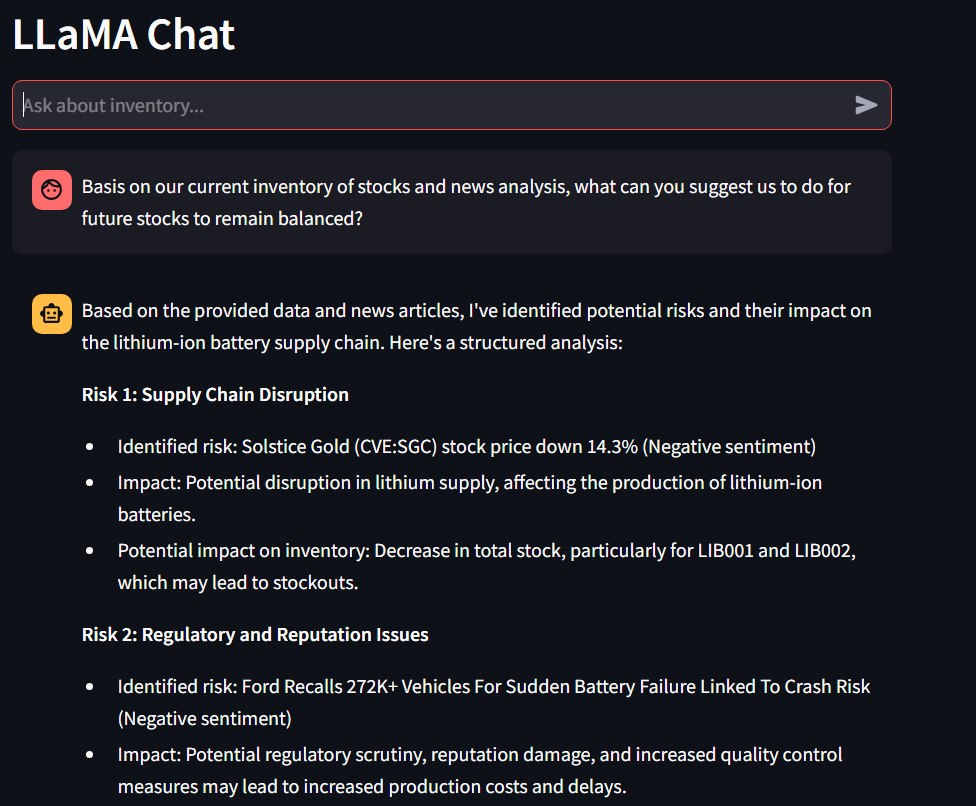 LLaMA Chat
Ask about inventory...
Basis on our current inventory of stocks and news analysis, what can you suggest us to do for
future stocks to remain balanced?
Based on the provided data and news articles, I've identified potential risks and their impact on
the lithium-ion battery supply chain. Here's a structured analysis:
Risk 1: Supply Chain Disruption
• Identified risk: Solstice Gold (CVE:SGC) stock price down 14.3% (Negative sentiment)
• Impact: Potential disruption in lithium supply, affecting the production of lithium-ion
batteries.
• Potential impact on inventory: Decrease in total stock, particularly for LIB001 and LIB002,
which may lead to stockouts.
Risk 2: Regulatory and Reputation Issues
• Identified risk: Ford Recalls 272K+ Vehicles For Sudden Battery Failure Linked To Crash Risk
(Negative sentiment)
• Impact: Potential regulatory scrutiny, reputation damage, and increased quality control
measures may lead to increased production costs and delays.